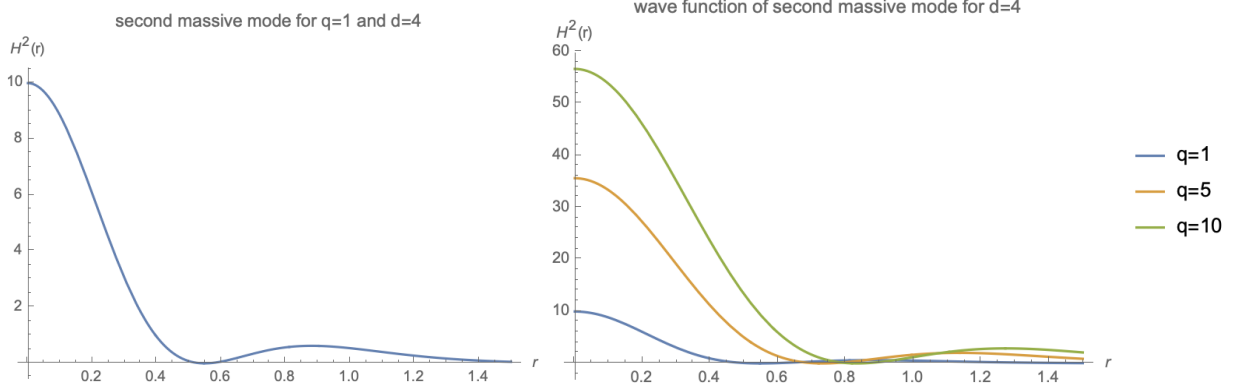 second massive mode for q=1 and d=4
H²(r)
10
8
6
4
2
0.2 0.4 0.6 0.8 1.0 1.2 1.4 r
wave function of second massive mode for d=4
H²(r)
60
50
40
30
20
10
0.2 0.4 0.6 0.8 1.0 1.2 1.4 r
q=1
q=5
q=10